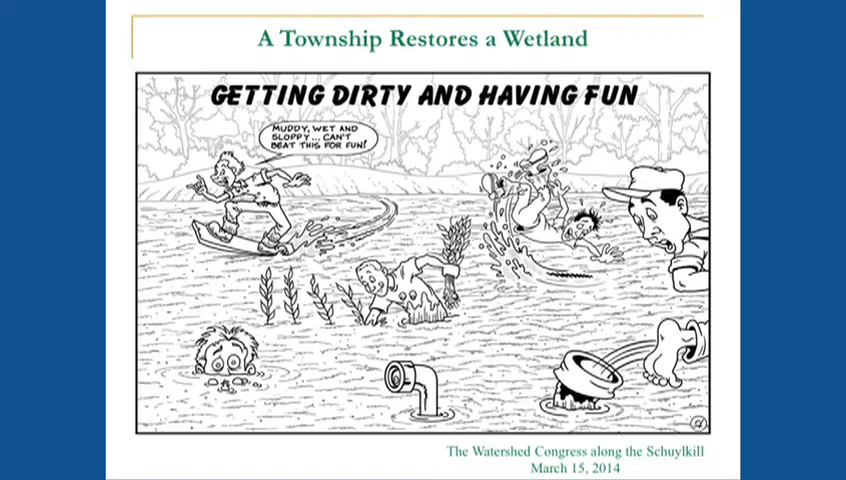 A Township Restores a Wetland
GETTING DIRTY AND HAVING FUN
MUDDY, WET AND
SLOPPY... CAN'T
BEAT THIS FOR FUN!
The Watershed Congress along the Schuylkill
March 15, 2014